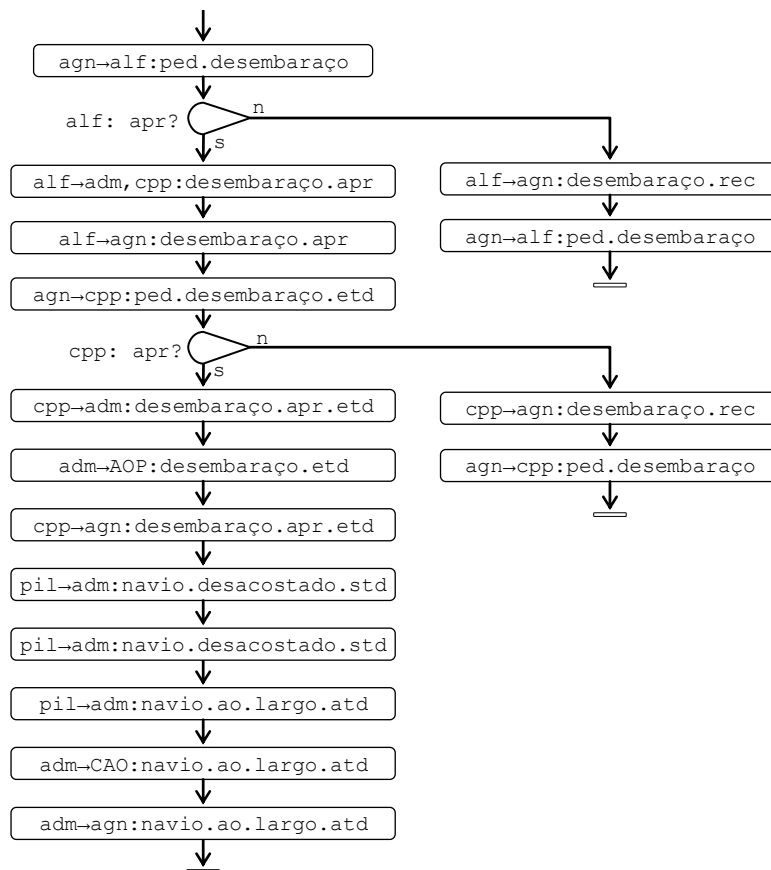 agn→alf:ped.desembaraço
alf: apr?
n
s
alf→adm,cpp:desembaraço.apr
alf→agn:desembaraço.rec
alf→agn:desembaraço.apr
agn→alf:ped.desembaraço
agn→cpp:ped.desembaraço.etd
cpp: apr?
n
s
cpp→adm:desembaraço.apr.etd
cpp→agn:desembaraço.rec
adm→AOP:desembaraço.etd
agn→cpp:ped.desembaraço
cpp→agn:desembaraço.apr.etd
pil→adm:navio.desacostado.std
pil→adm:navio.desacostado.std
pil→adm:navio.ao.largo.atd
adm→CAO:navio.ao.largo.atd
adm→agn:navio.ao.largo.atd